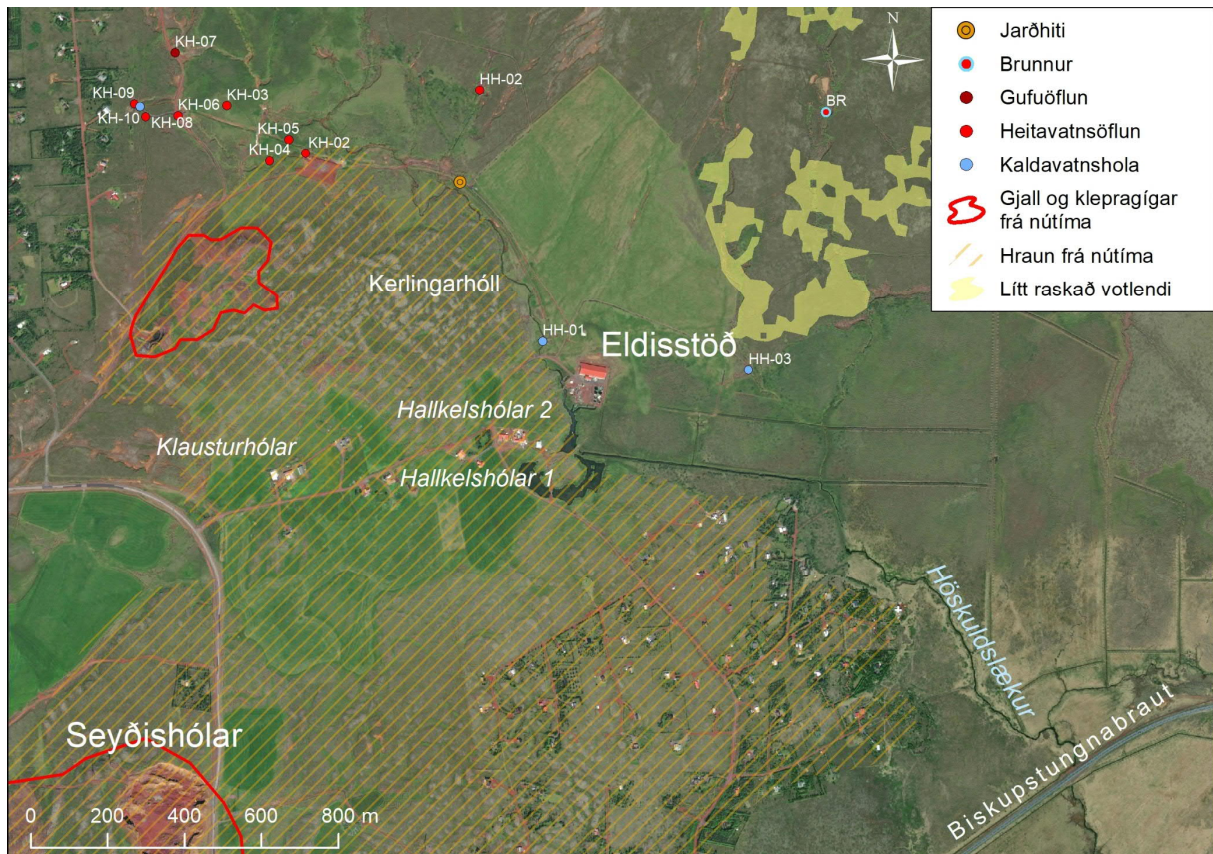 KH-07
KH-09
KH-10
KH-08
KH-06
KH-03
KH-05
KH-04
KH-02
HH-02
BR
N
Jarðhiti
Brunnur
Gufuöflun
Heitavatnsöflun
Kaldavatnshola
Gjall og klepragígar
frá nútíma
Hraun frá nútíma
Lítt raskað votlendi
Kerlingarhóll
HH-01
Eldisstöð
HH-03
Hallkelshólar 2
Klausturhólar
Hallkelshólar 1
Höskuldslækur
Biskupstungnabraut
Seyðishólar
0 200 400 600 800 m